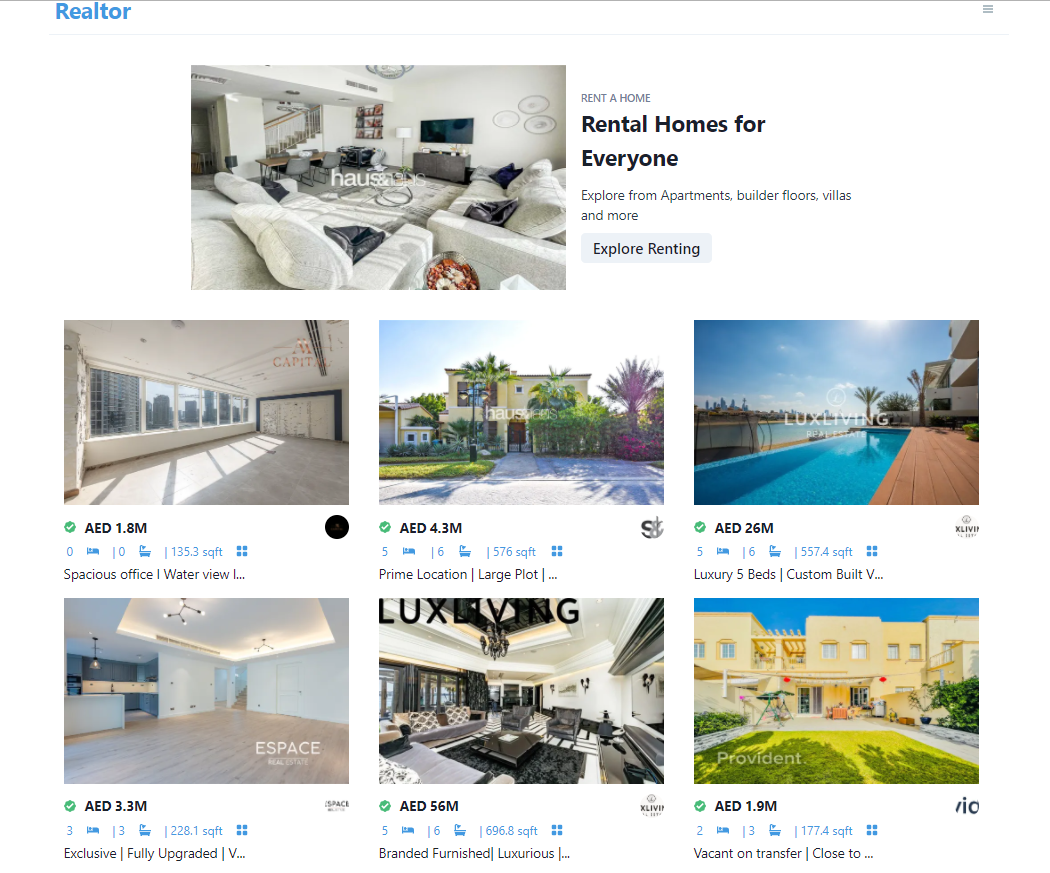 Realtor
haus&haus
RENT A HOME
Rental Homes for
Everyone
Explore from Apartments, builder floors, villas
and more
Explore Renting
CAPITAL
haus&haus
LUXLIVING
REAL ESTATE
AED 1.8M
0 | 0 | 135.3 sqft
Spacious office l Water view l...
AED 4.3M
5 | 6 | 576 sqft
Prime Location | Large Plot | ...
AED 26M
5 | 6 | 557.4 sqft
Luxury 5 Beds | Custom Built V...
ESPACE
REAL ESTATE
LUXLIVING
Provident.
AED 3.3M
ESPACE
3 | 3 | 228.1 sqft
Exclusive | Fully Upgraded | V...
AED 56M
XLIVIN
5 | 6 | 696.8 sqft
Branded Furnished| Luxurious |...
AED 1.9M
2 | 3 | 177.4 sqft
Vacant on transfer | Close to ...